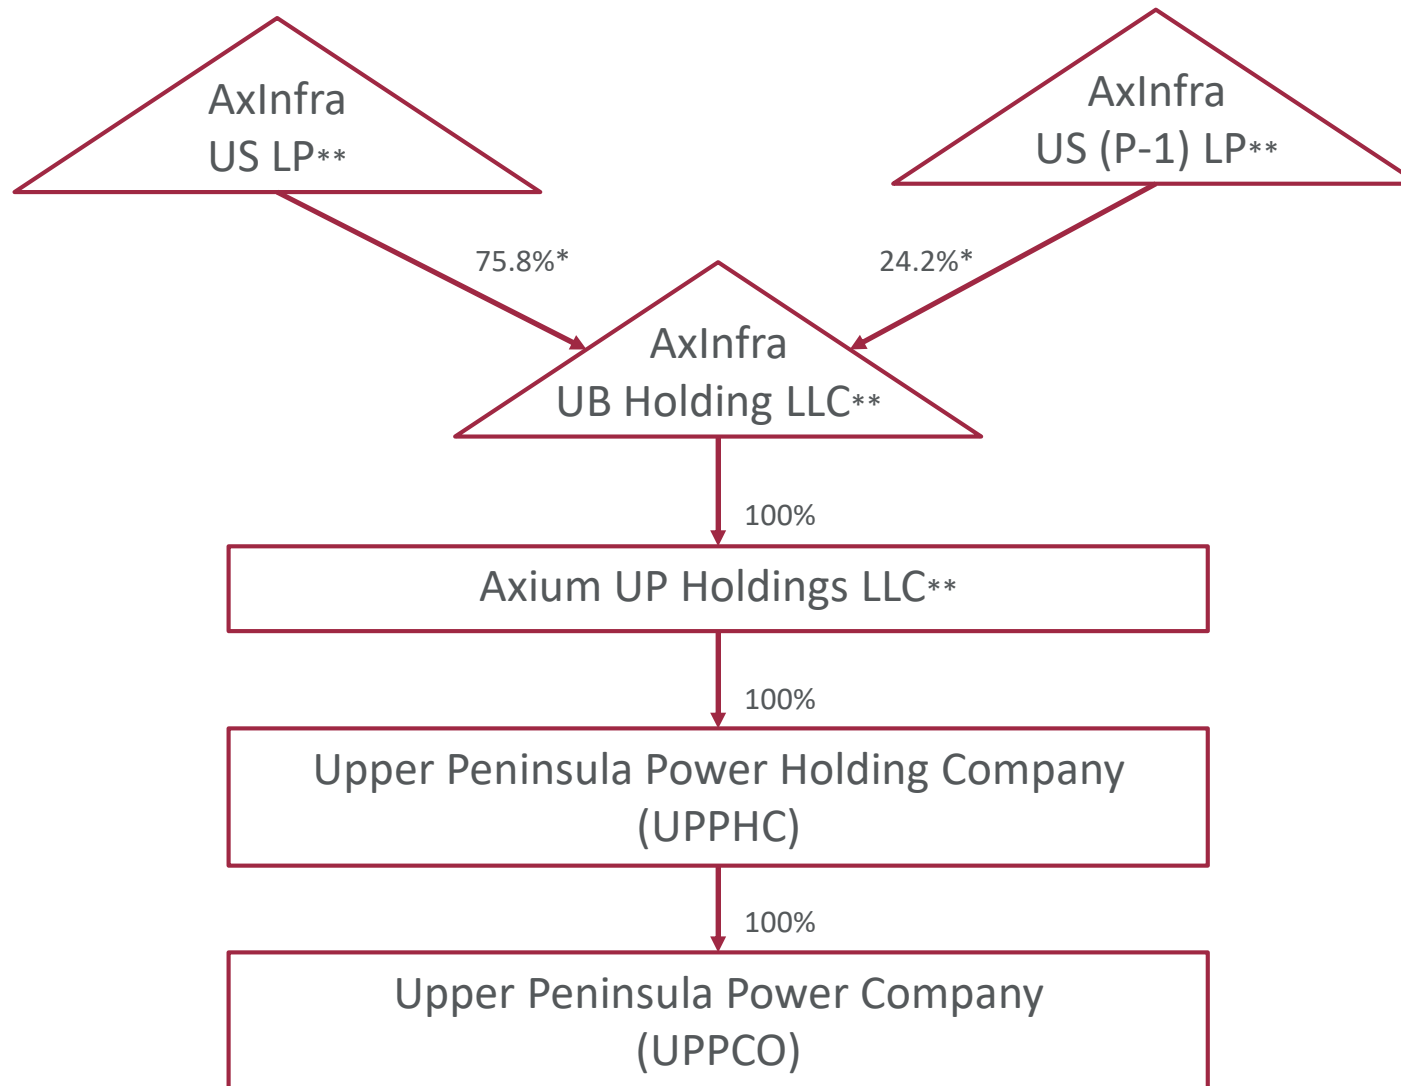 AxInfra
US LP**
AxInfra
US (P-1) LP**
75.8%*
24.2%*
AxInfra
UB Holding LLC**
100%
Axium UP Holdings LLC**
100%
Upper Peninsula Power Holding Company
(UPPHC)
100%
Upper Peninsula Power Company
(UPPCO)